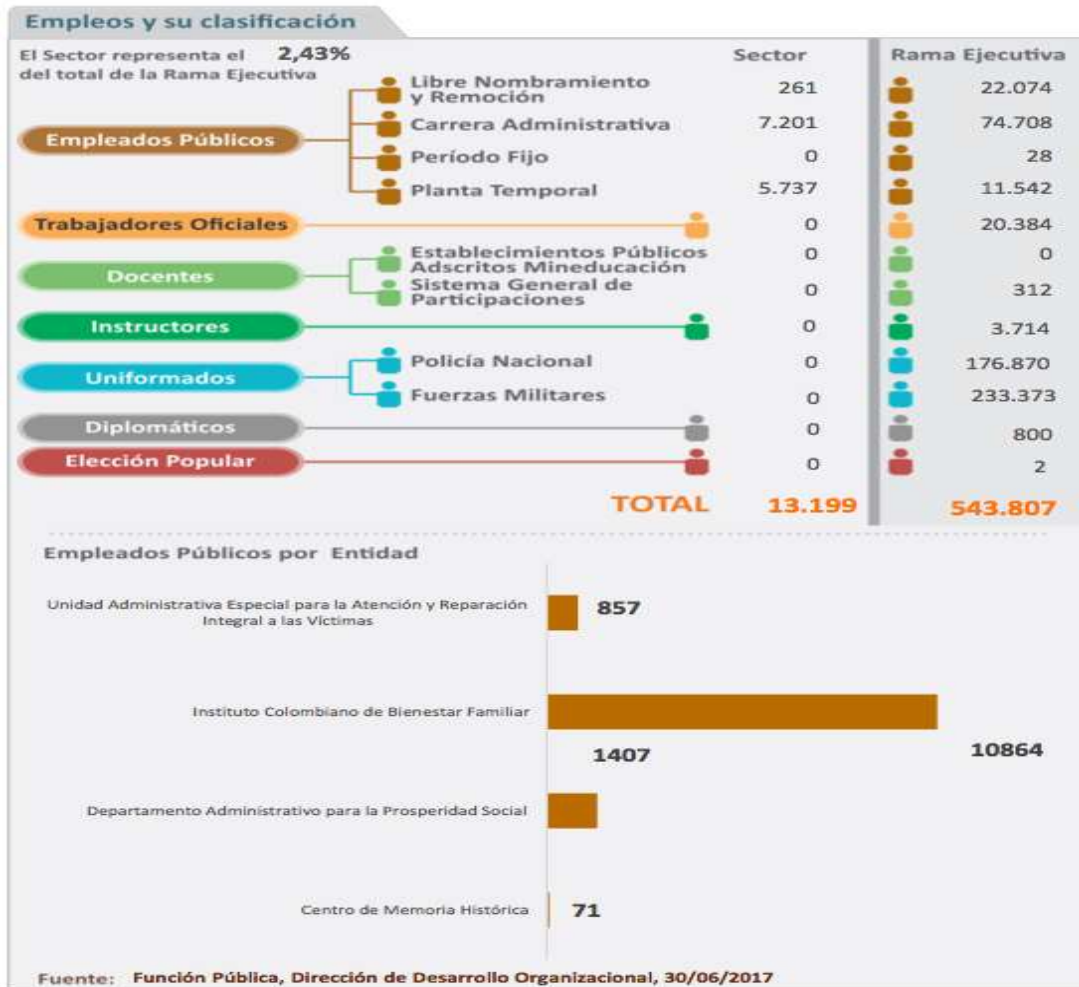 Empleos y su clasificación
El Sector representa el 2,43%
del total de la Rama Ejecutiva
Sector
Rama Ejecutiva
Empleados Públicos
Libre Nombramiento
y Remoción
261
22.074
Carrera Administrativa
7.201
74.708
Período Fijo
0
28
Planta Temporal
5.737
11.542
Trabajadores Oficiales
0
20.384
Docentes
Establecimientos Públicos
Adscritos Mineducación
0
0
Sistema General de
Participaciones
0
312
Instructores
0
3.714
Uniformados
Policía Nacional
0
176.870
Fuerzas Militares
0
233.373
Diplomáticos
0
800
Elección Popular
0
2
TOTAL
13.199
543.807
Empleados Públicos por Entidad
Unidad Administrativa Especial para la Atención y Reparación
Integral a las Víctimas
857
Instituto Colombiano de Bienestar Familiar
10864
1407
Departamento Administrativo para la Prosperidad Social
Centro de Memoria Histórica
71
Fuente: Función Pública, Dirección de Desarrollo Organizacional, 30/06/2017